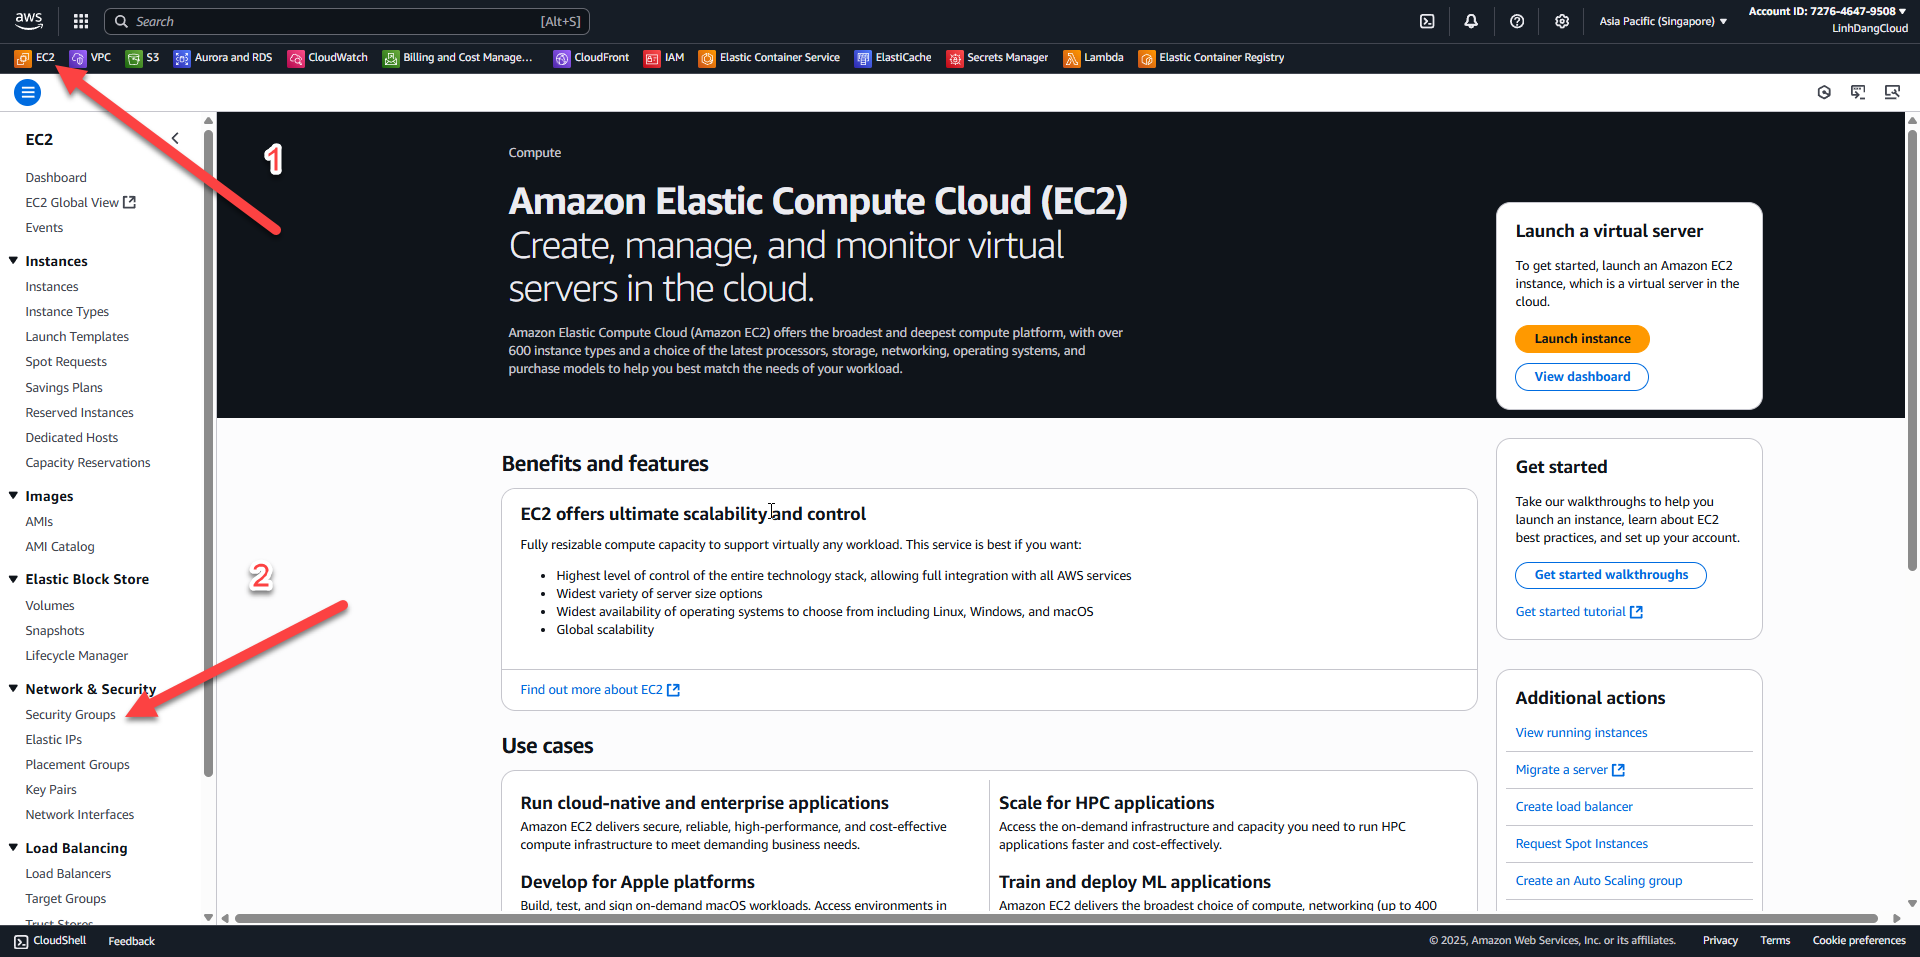 aws
Search [Alt+S]
Asia Pacific (Singapore)
Account ID: 7276-4647-9508
LinhDangCloud
EC2
VPC
S3
Aurora and RDS
CloudWatch
Billing and Cost Manage...
CloudFront
IAM
Elastic Container Service
ElastiCache
Secrets Manager
Lambda
Elastic Container Registry
1
2
EC2
Dashboard
EC2 Global View
Events
Instances
Instances
Instance Types
Launch Templates
Spot Requests
Savings Plans
Reserved Instances
Dedicated Hosts
Capacity Reservations
Images
AMIs
AMI Catalog
Elastic Block Store
Volumes
Snapshots
Lifecycle Manager
Network & Security
Security Groups
Elastic IPs
Placement Groups
Key Pairs
Network Interfaces
Load Balancing
Load Balancers
Target Groups
Trust Stores
Compute
Amazon Elastic Compute Cloud (EC2)
Create, manage, and monitor virtual
servers in the cloud.
Amazon Elastic Compute Cloud (Amazon EC2) offers the broadest and deepest compute platform, with over
600 instance types and a choice of the latest processors, storage, networking, operating systems, and
purchase models to help you best match the needs of your workload.
Launch a virtual server
To get started, launch an Amazon EC2
instance, which is a virtual server in the
cloud.
Launch instance
View dashboard
Benefits and features
EC2 offers ultimate scalability and control
Fully resizable compute capacity to support virtually any workload. This service is best if you want:
• Highest level of control of the entire technology stack, allowing full integration with all AWS services
• Widest variety of server size options
• Widest availability of operating systems to choose from including Linux, Windows, and macOS
• Global scalability
Find out more about EC2
Get started
Take our walkthroughs to help you
launch an instance, learn about EC2
best practices, and set up your account.
Get started walkthroughs
Get started tutorial
Use cases
Run cloud-native and enterprise applications
Amazon EC2 delivers secure, reliable, high-performance, and cost-effective
compute infrastructure to meet demanding business needs.
Scale for HPC applications
Access the on-demand infrastructure and capacity you need to run HPC
applications faster and cost-effectively.
Develop for Apple platforms
Build, test, and sign on-demand macOS workloads. Access environments in
Train and deploy ML applications
Amazon EC2 delivers the broadest choice of compute, networking (up to 400
Additional actions
View running instances
Migrate a server
Create load balancer
Request Spot Instances
Create an Auto Scaling group
CloudShell
Feedback
© 2025, Amazon Web Services, Inc. or its affiliates.
Privacy
Terms
Cookie preferences